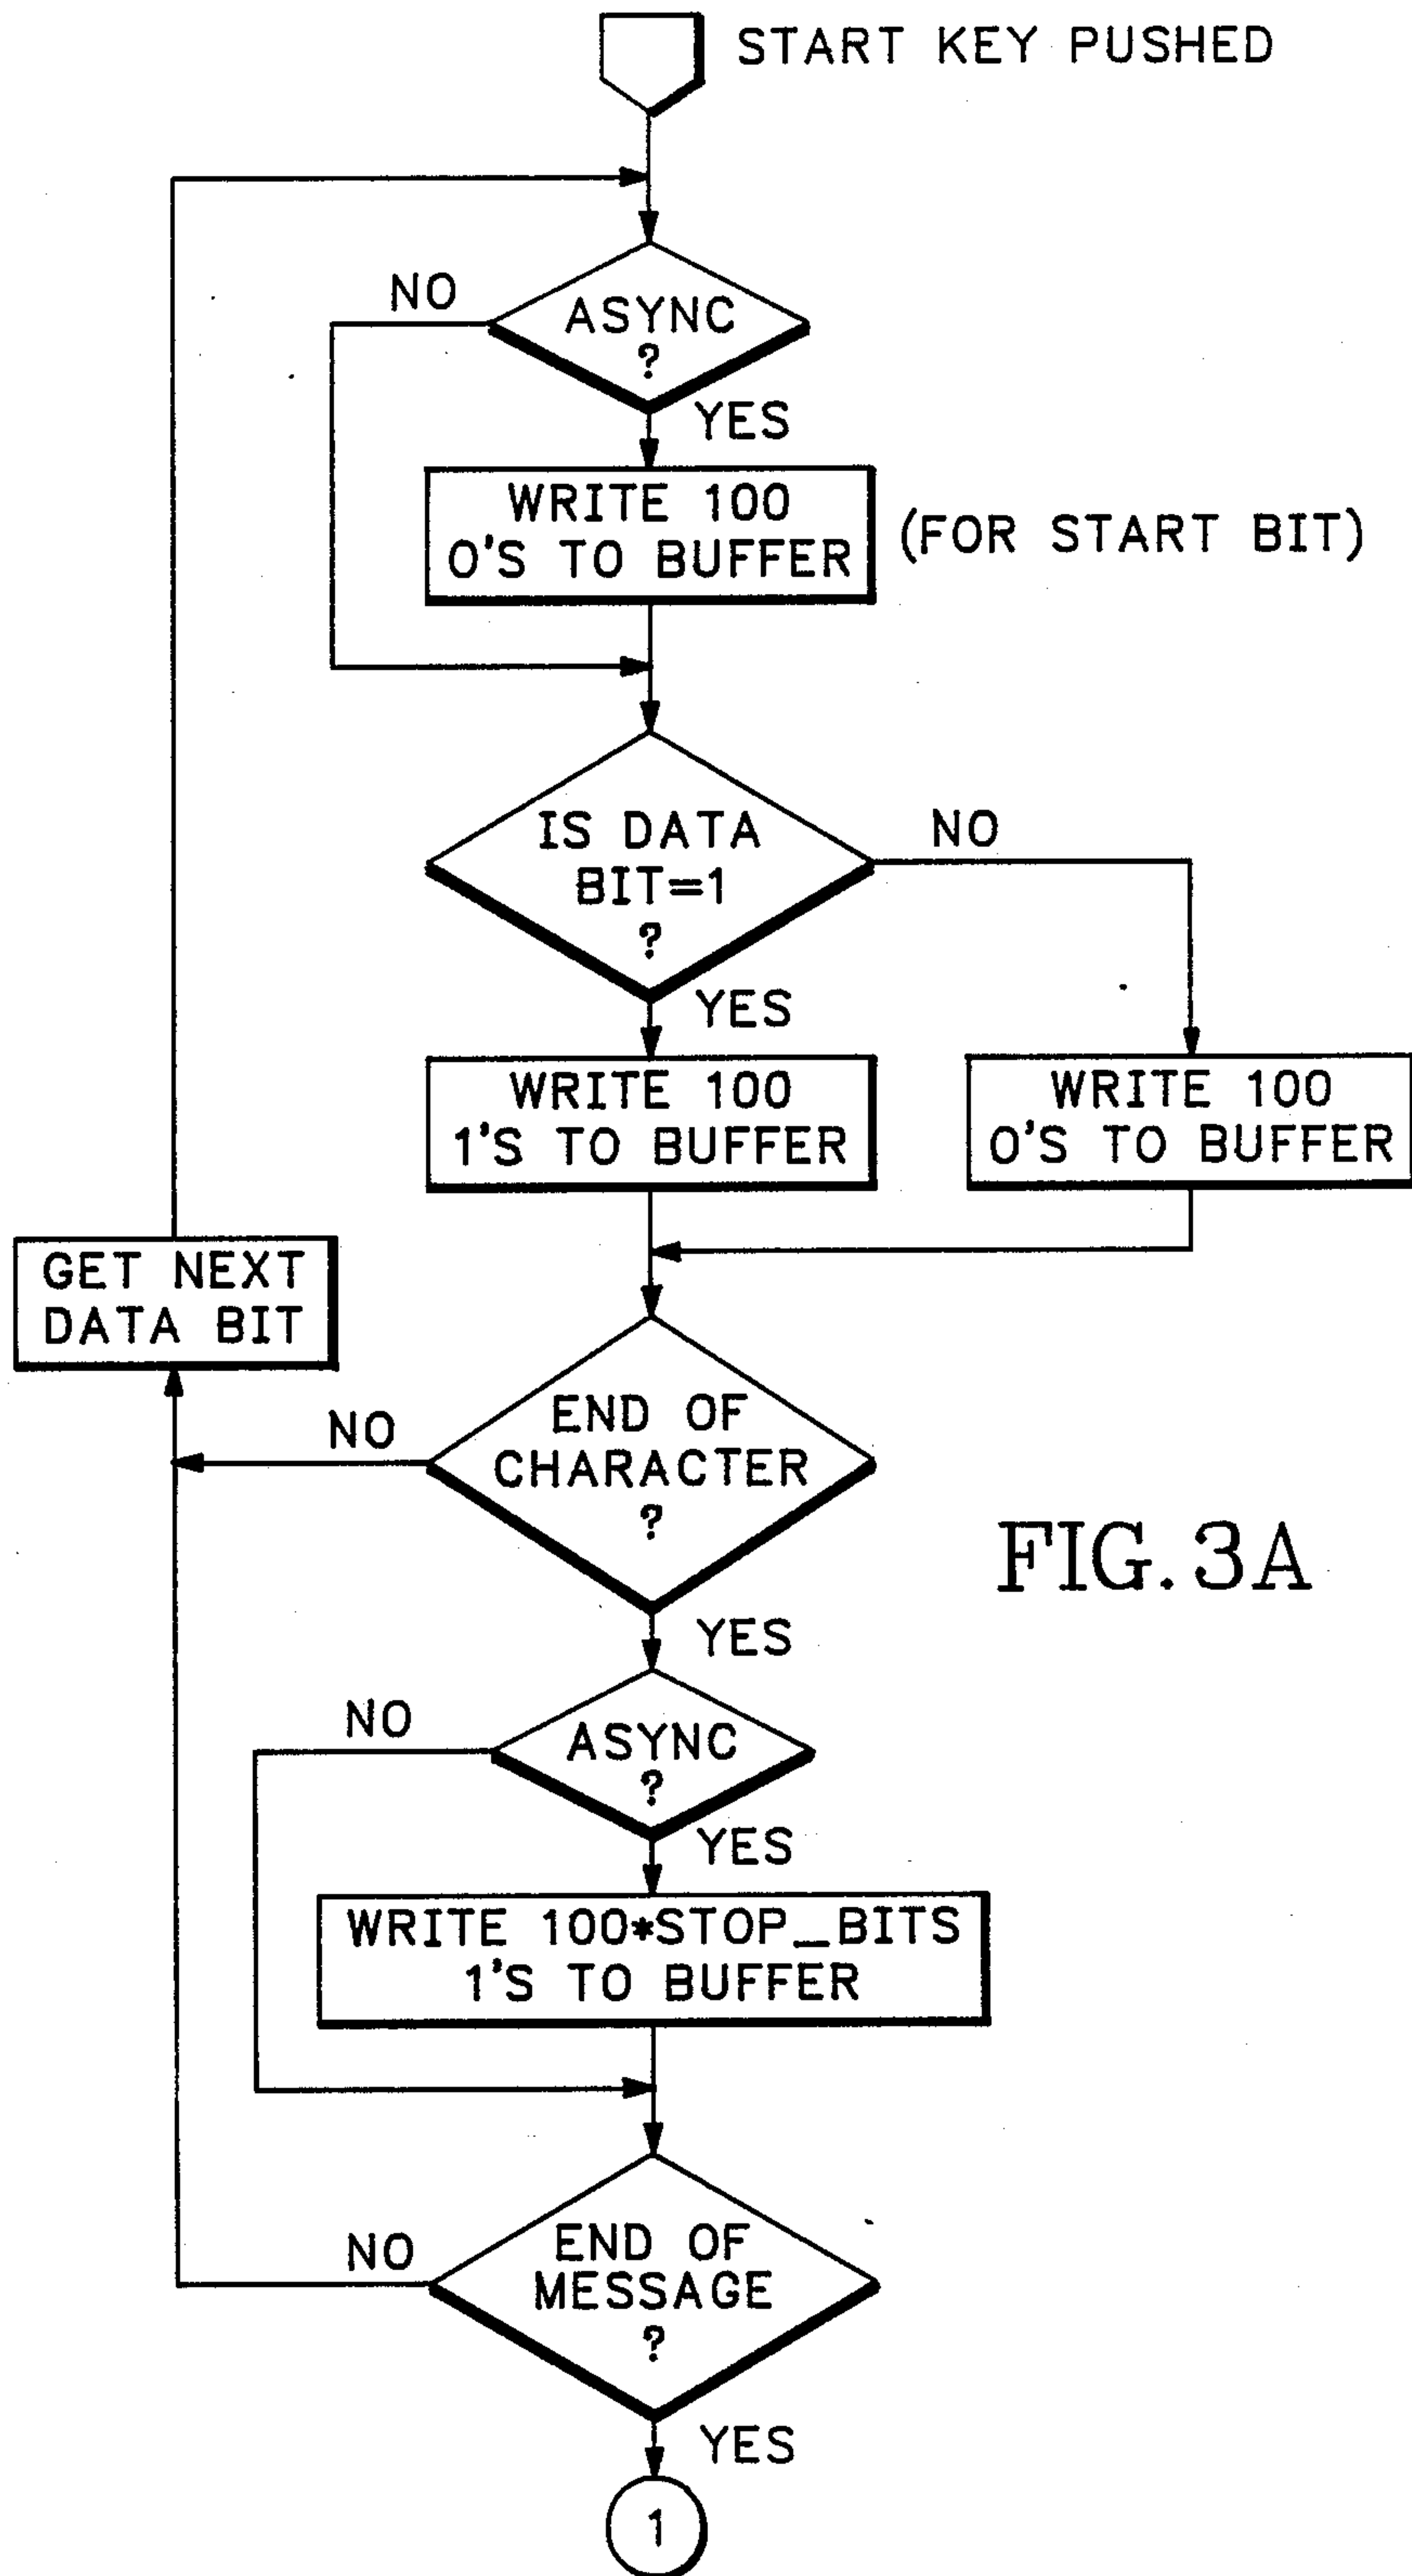 START KEY PUSHED
NO
ASYNC
?
YES
WRITE 100
0'S TO BUFFER
(FOR START BIT)
IS DATA
BIT=1
?
NO
YES
WRITE 100
1'S TO BUFFER
WRITE 100
0'S TO BUFFER
GET NEXT
DATA BIT
NO
END OF
CHARACTER
?
FIG. 3A
YES
NO
ASYNC
?
YES
WRITE 100*STOP_BITS
1'S TO BUFFER
NO
END OF
MESSAGE
?
YES
1